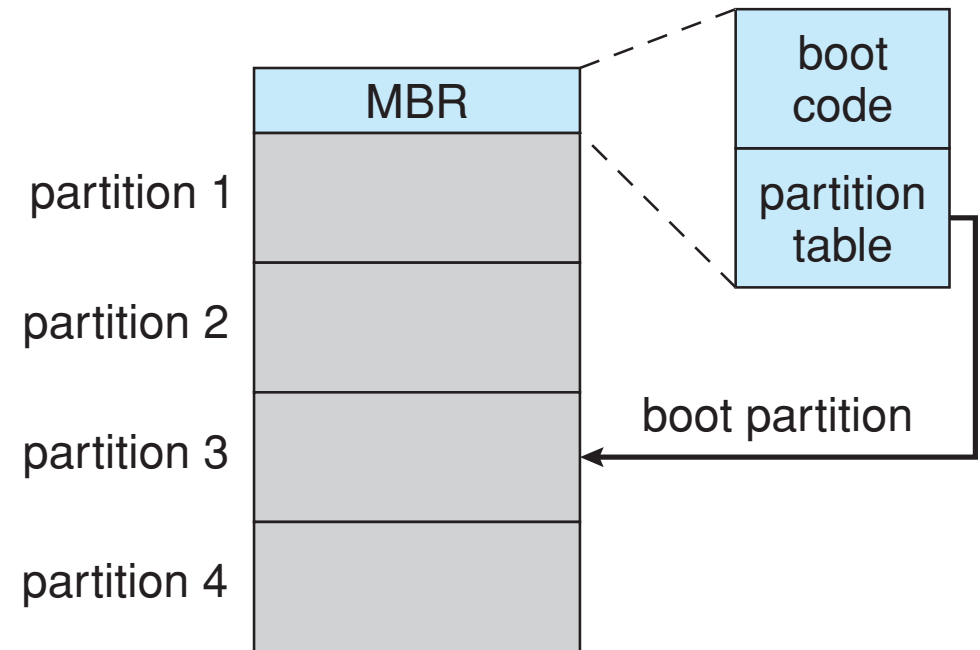 boot
code
MBR
partition 1
partition
table
partition 2
boot partition
partition 3
partition 4